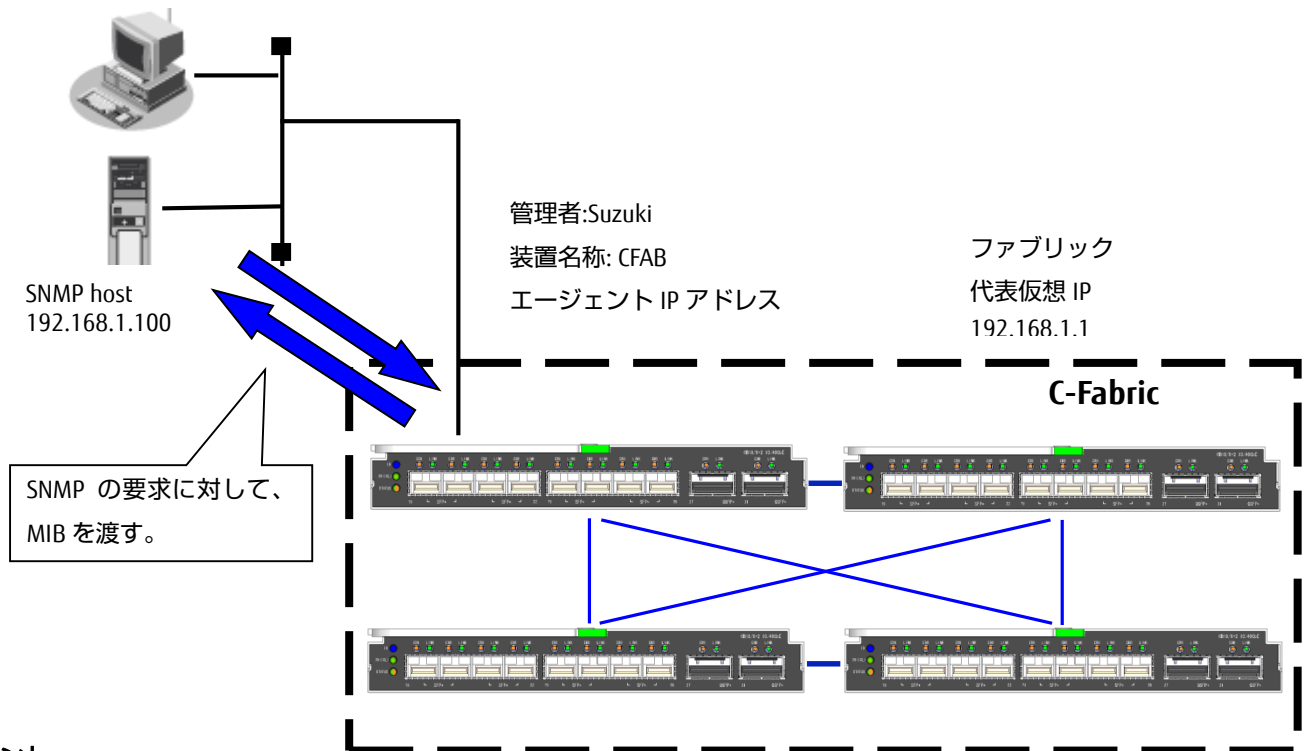 管理者:Suzuki
装置名称: CFAB
エージェント IP アドレス
ファブリック
代表仮想 IP
192.168.1.1
SNMP host
192.168.1.100
C-Fabric
SNMP の要求に対して、
MIB を渡す。